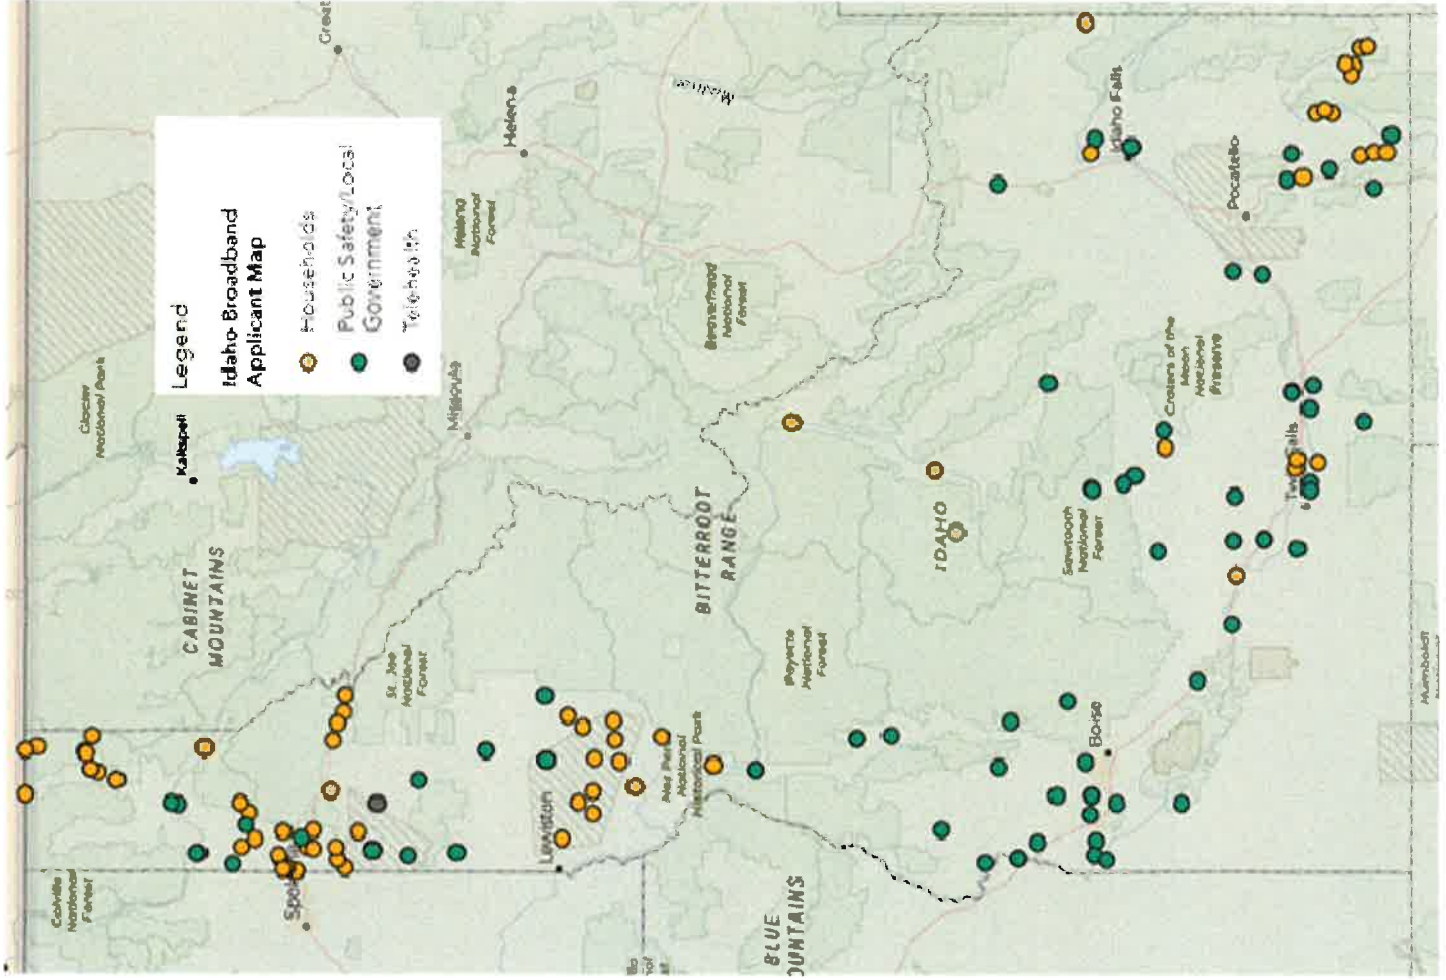 Legend
Idaho Broadband
Applicant Map
Households
Public Safety/Local
Government
Telehealth
Colville
National
Forest
Glacier
National Park
Kalispell
CABINET
MOUNTAINS
Great
Helena
Helena
National
Forest
Missoula
St. Joe
National
Forest
Lewiston
BITTERROOT
RANGE
Beaverhead
National
Forest
Nez Perce
National
Historical Park
BLUE
OUNTAINS
Payette
National
Forest
IDAHO
Sawtooth
National
Forest
Craters of the
Moon
National
Preserve
Idaho Falls
Pocatello
Boise
Humboldt